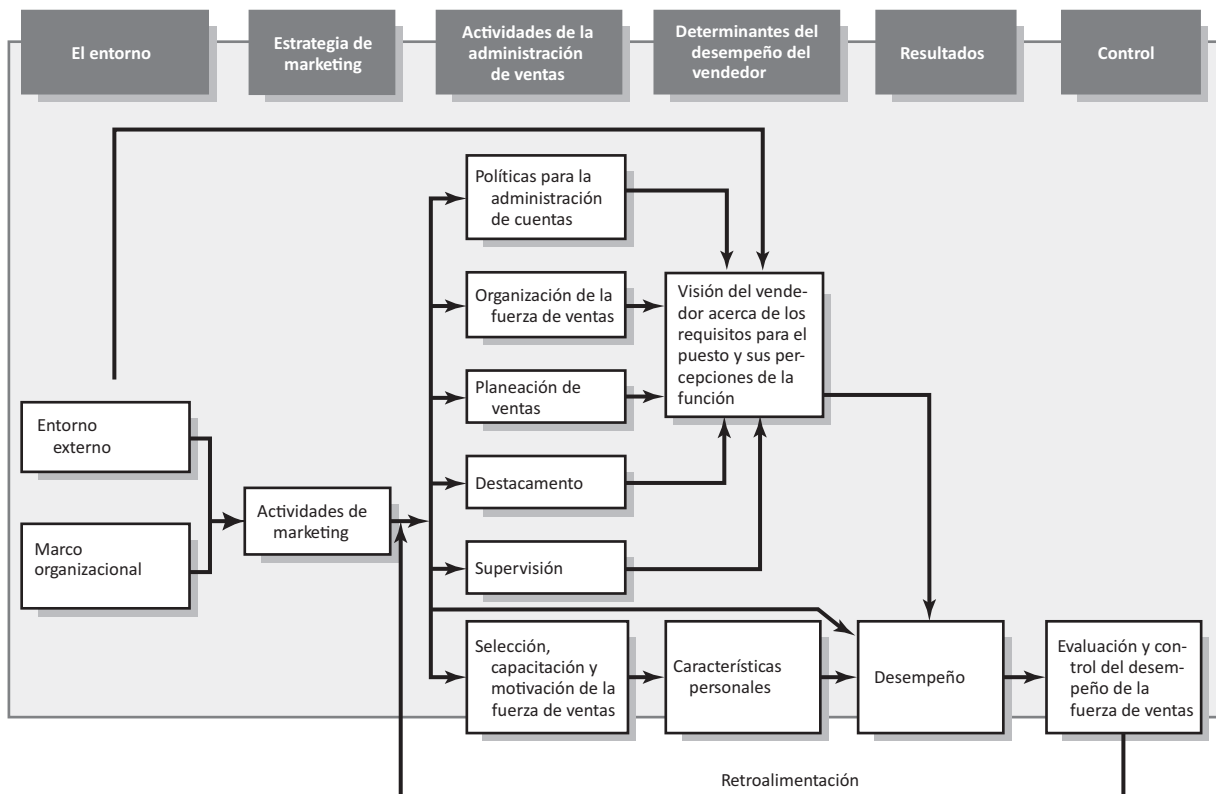 El entorno
Estrategia de
marketing
Actividades de la
administración
de ventas
Determinantes del
desempeño del
vendedor
Resultados
Control
Políticas para la
administración
de cuentas
Organización de la
fuerza de ventas
Visión del vende-
dor acerca de los
requisitos para el
puesto y sus per-
cepciones de la
función
Planeación de
ventas
Entorno
externo
Destacamento
Actividades de
marketing
Marco
organizacional
Supervisión
Selección,
capacitación y
motivación de la
fuerza de ventas
Características
personales
Desempeño
Evaluación y con-
trol del desem-
peño de la
fuerza de ventas
Retroalimentación